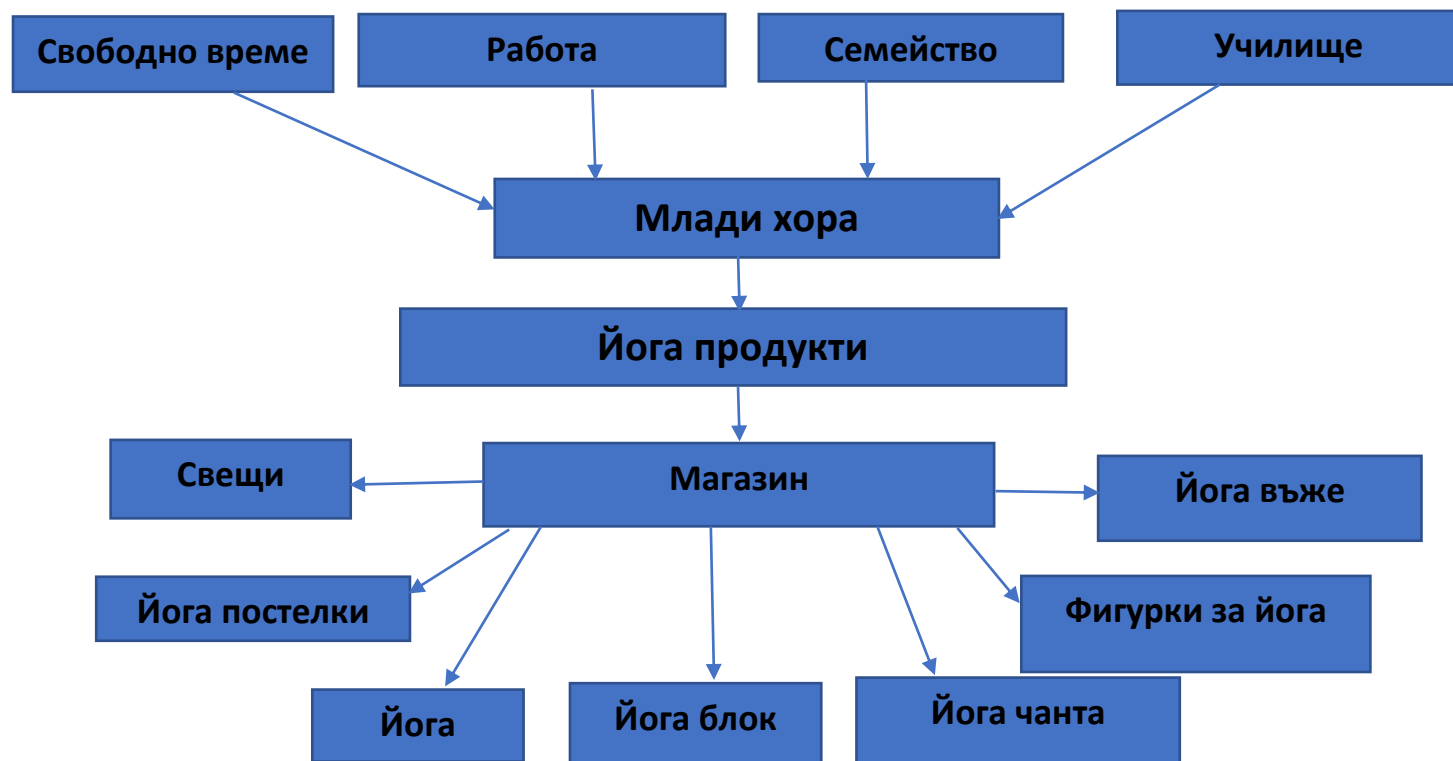 Свободно време
Работа
Семейство
Училище
Млади хора
Йога продукти
Свещи
Магазин
Йога въже
Йога постелки
Фигурки за йога
Йога
Йога блок
Йога чанта